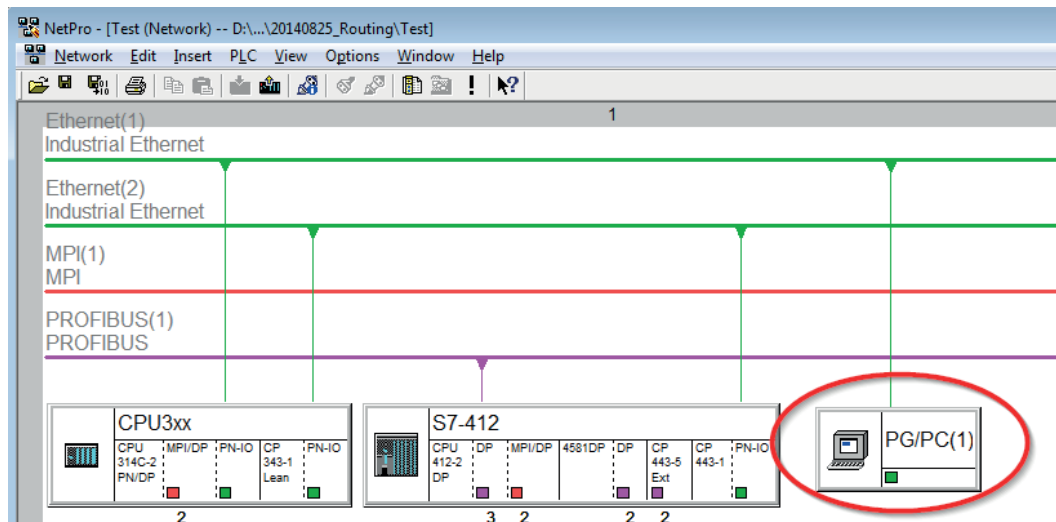 NetPro - [Test (Network) -- D:\...\20140825_Routing\Test]
Network Edit Insert PLC View Options Window Help
1
Ethernet(1)
Industrial Ethernet
Ethernet(2)
Industrial Ethernet
MPI(1)
MPI
PROFIBUS(1)
PROFIBUS
CPU3xx
CPU 314C-2 PN/DP
MPI/DP
PN-IO
CP 343-1 Lean
PN-IO
2
S7-412
CPU 412-2 DP
DP
MPI/DP
4581DP
DP
CP 443-5 Ext
CP 443-1
PN-IO
3 2 2 2
PG/PC(1)